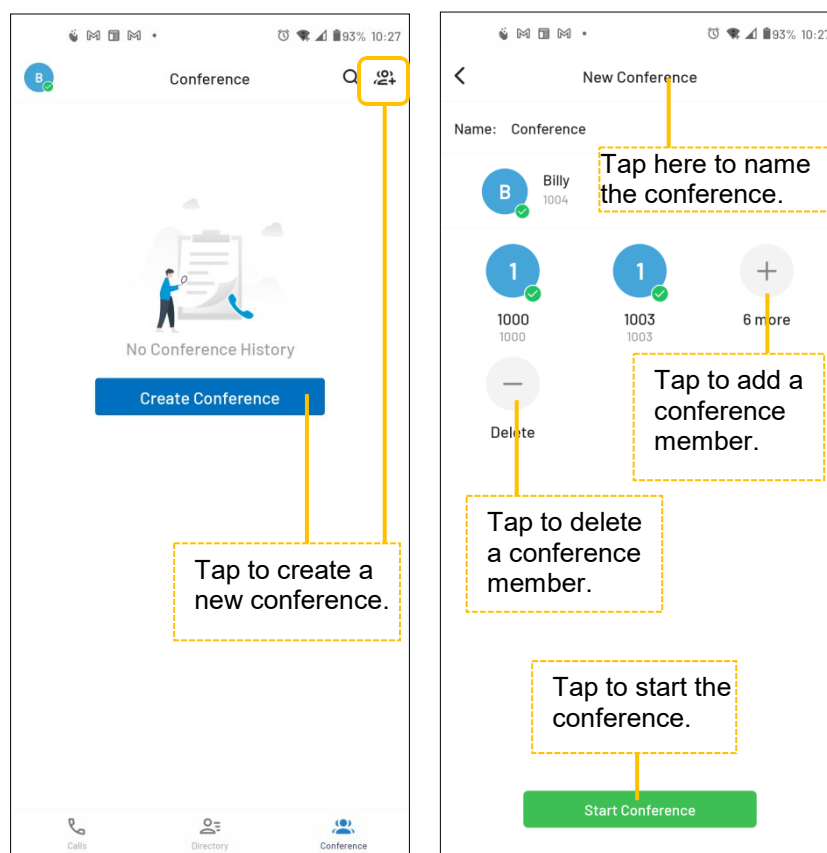 93% 10:27
B
Conference
No Conference History
Create Conference
Tap to create a
new conference.
Calls
Directory
Conference
93% 10:27
New Conference
Name: Conference
Tap here to name
the conference.
B
Billy
1004
1
1
1000
1003
6 more
1000
1003
Tap to add a
conference
member.
Delete
Tap to delete
a conference
member.
Tap to start the
conference.
Start Conference